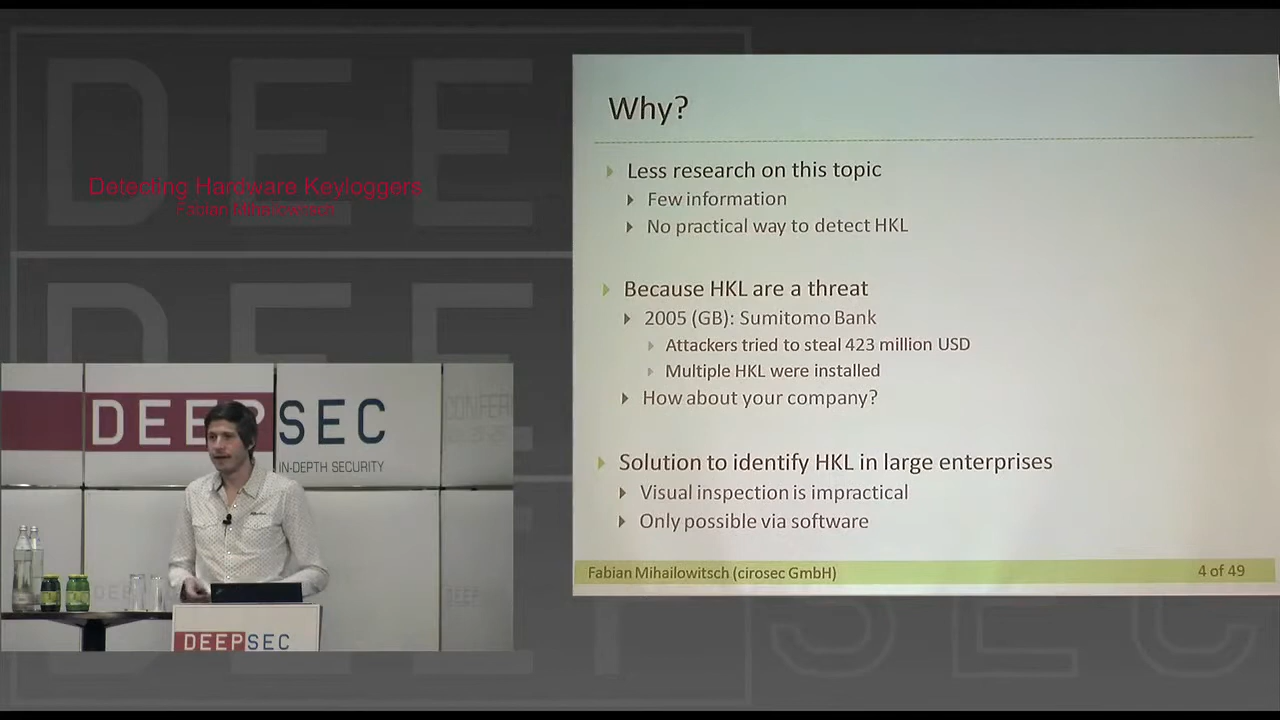 Detecting Hardware Keyloggers
Fabian Mihailowitsch
Why?
Less research on this topic
Few information
No practical way to detect HKL
Because HKL are a threat
2005 (GB): Sumitomo Bank
Attackers tried to steal 423 million USD
Multiple HKL were installed
How about your company?
Solution to identify HKL in large enterprises
Visual inspection is impractical
Only possible via software
Fabian Mihailowitsch (cirosec GmbH)
4 of 49
DEEPSEC
IN-DEPTH SECURITY
DEEPSEC